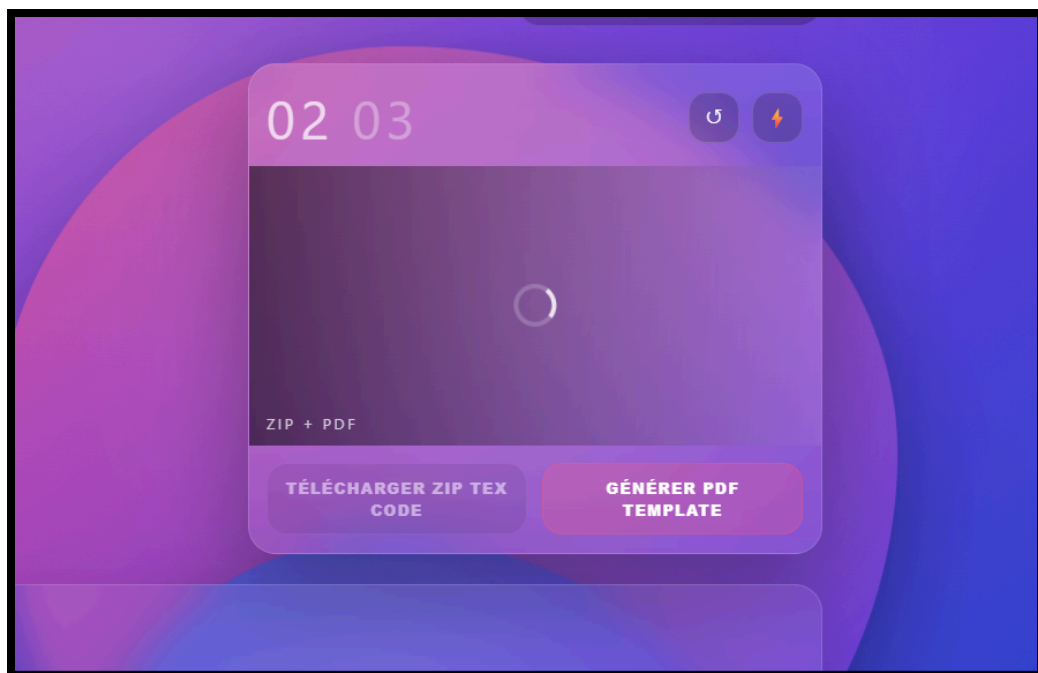 02 03
ZIP + PDF
TÉLÉCHARGER ZIP TEX
CODE
GÉNÉRER PDF
TEMPLATE